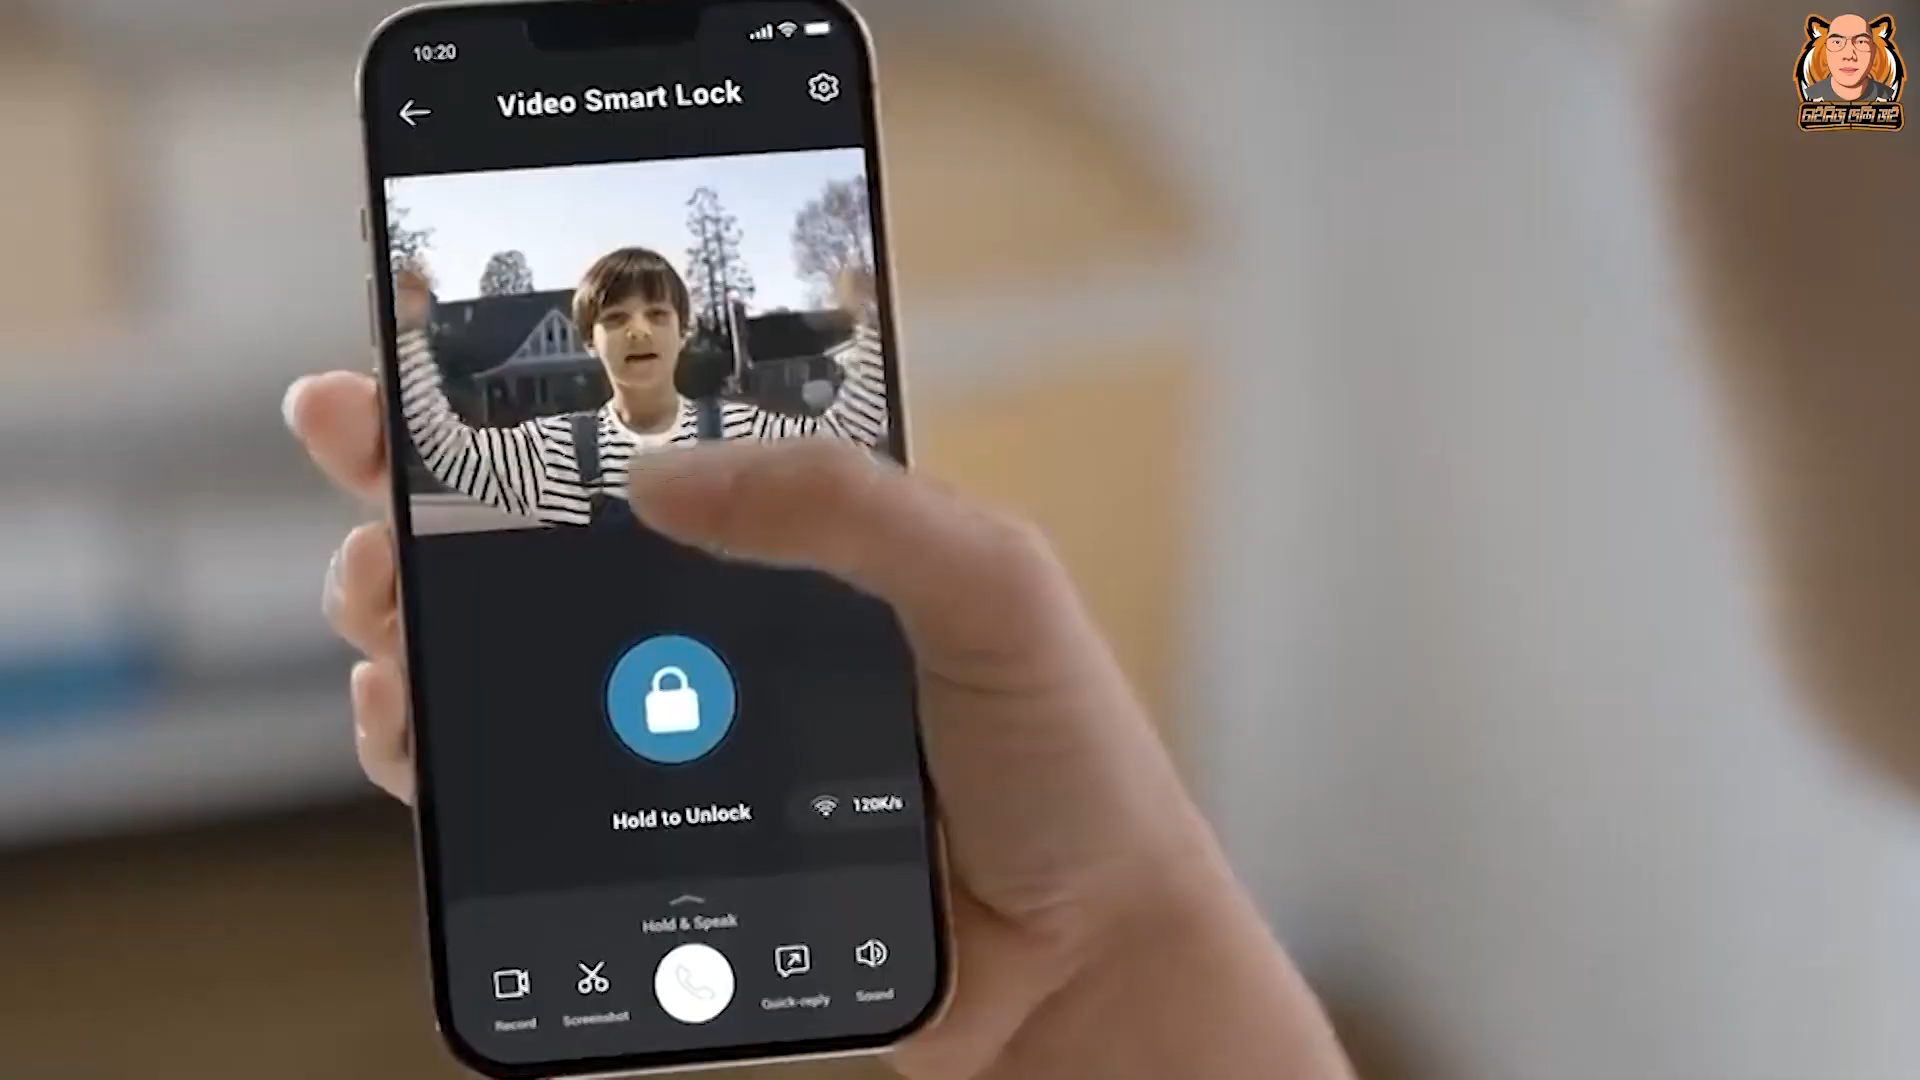 10:20
Video Smart Lock
Hold to Unlock
120K/s
Hold & Speak
Record
Screenshot
Quick-reply
Sound